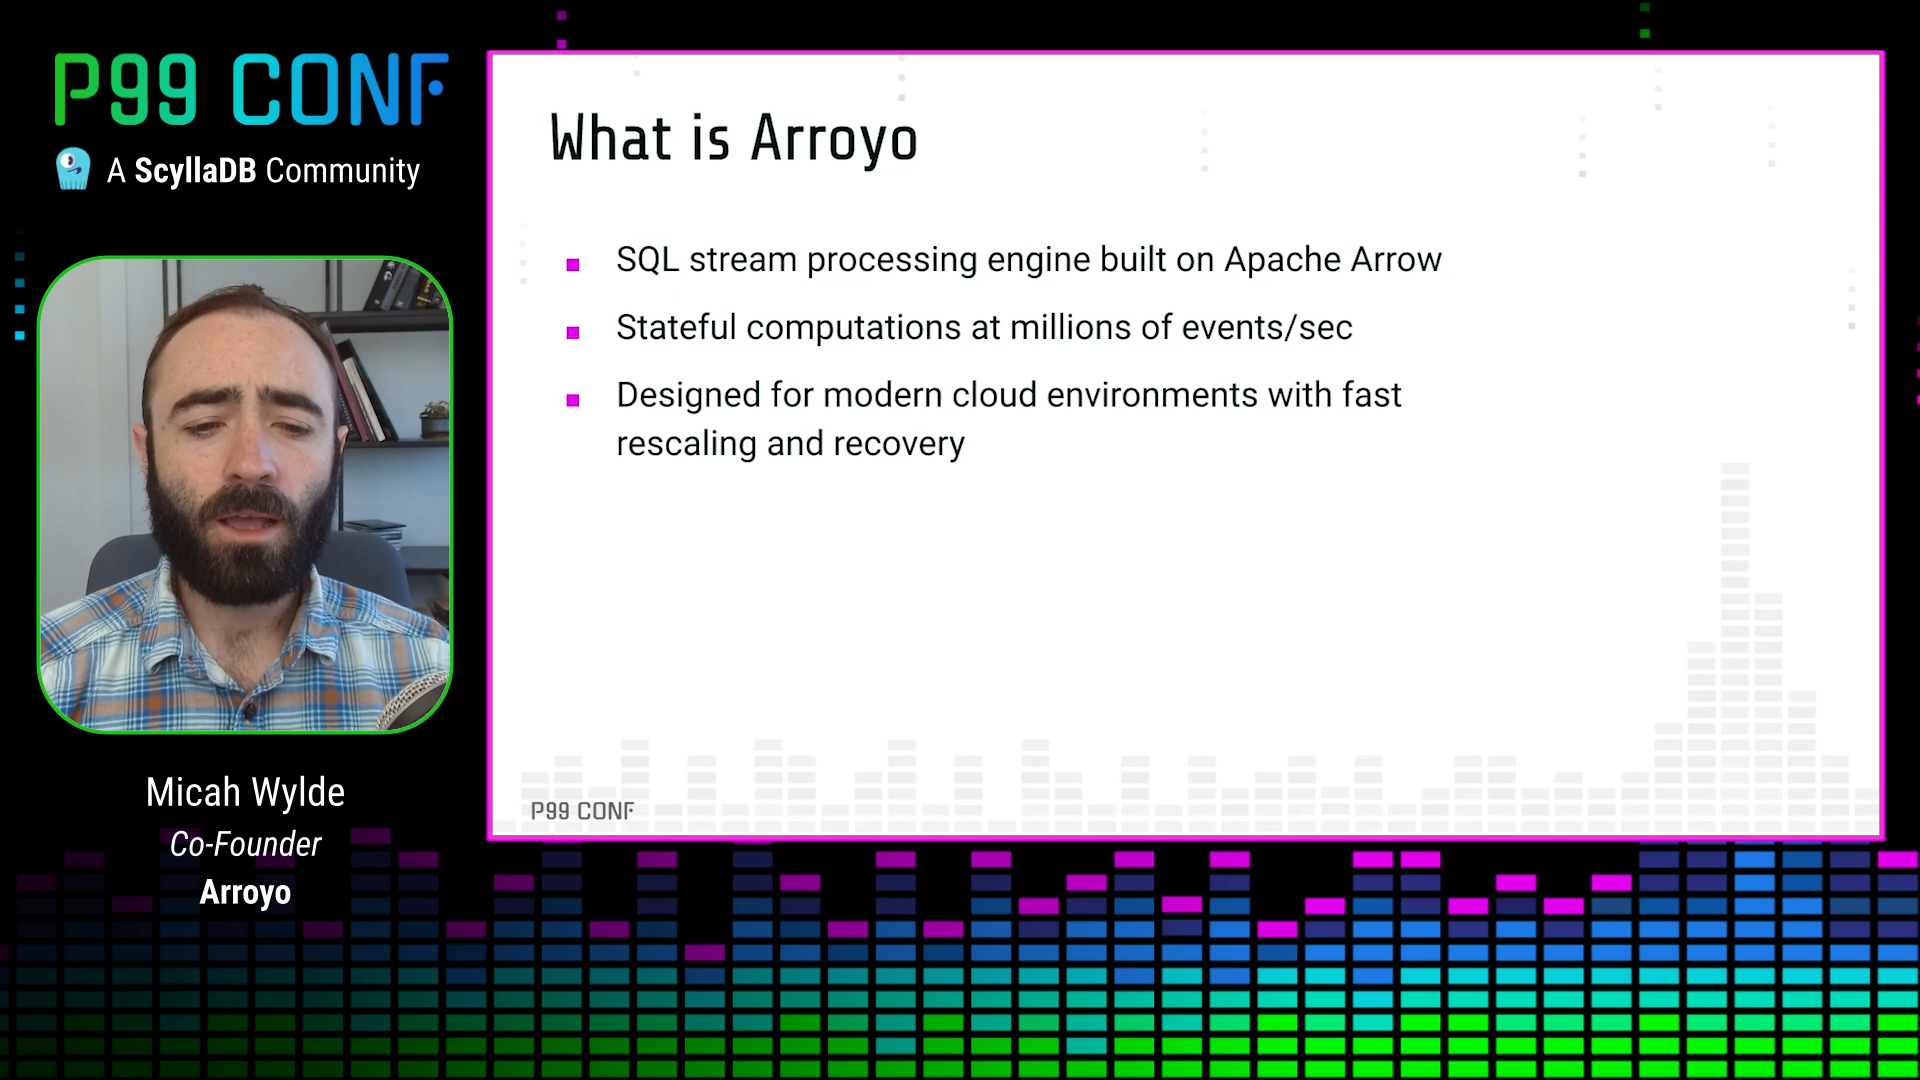 P99 CONF
A ScyllaDB Community
Micah Wylde
Co-Founder
Arroyo
What is Arroyo
SQL stream processing engine built on Apache Arrow
Stateful computations at millions of events/sec
Designed for modern cloud environments with fast
rescaling and recovery
P99 CONF